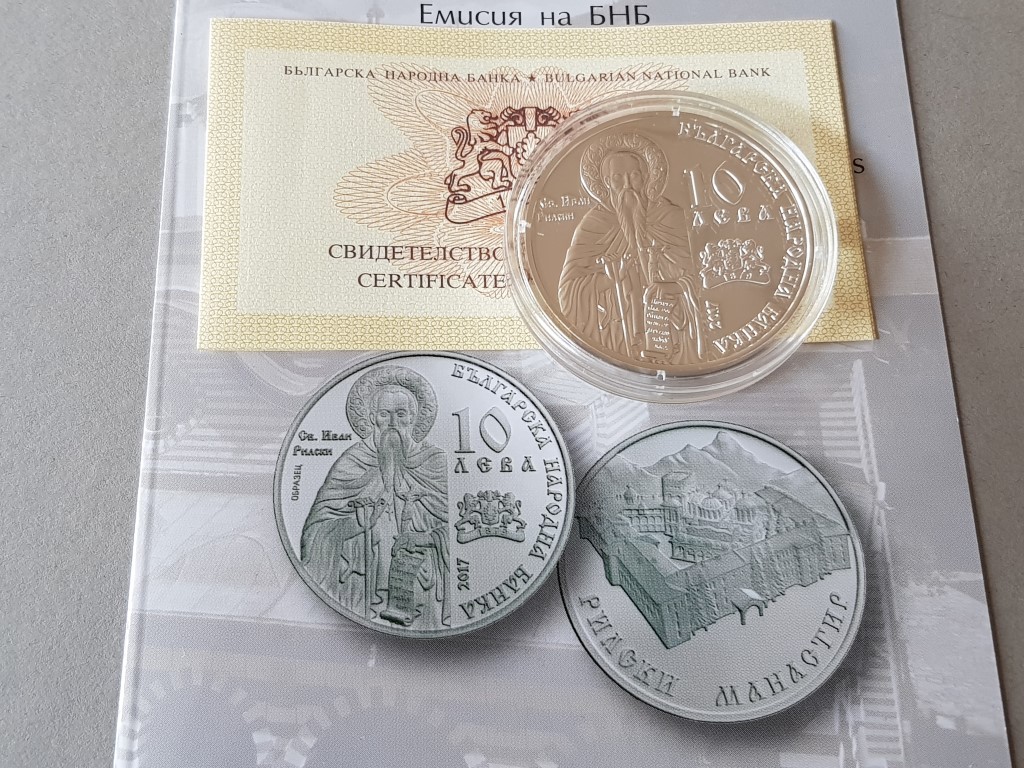 Емисия на БНБ
БЪЛГАРСКА НАРОДНА БАНКА ★ BULGARIAN NATIONAL BANK
СВИДЕТЕЛСТВО
CERTIFICATE
БЪЛГАРСКА НАРОДНА БАНКА
10
ЛЕВА
Св. Иван
Рилски
2017
S
БЪЛГАРСКА НАРОДНА БАНКА
10
ЛЕВА
Св. Иван
Рилски
ОБРАЗЕЦ
2017
РИЛСКИ МАНАСТИР